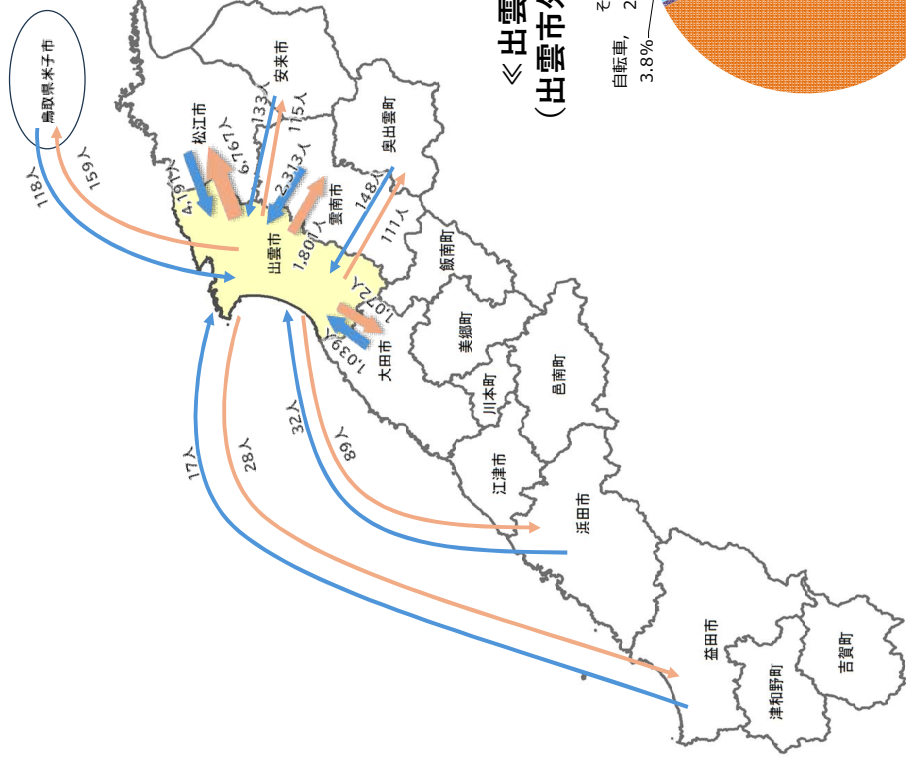 鳥取県米子市
118人
159人
松江市
4,191人
6,767人
安来市
133人
115人
2,313人
雲南市
1,801人
出雲市
奥出雲町
148人
111人
飯南町
1,072人
1,039人
大田市
美郷町
川本町
邑南町
江津市
浜田市
32人
89人
17人
28人
益田市
津和野町
吉賀町
≪出雲
(出雲市外
自転車,
3.8%
そ
2